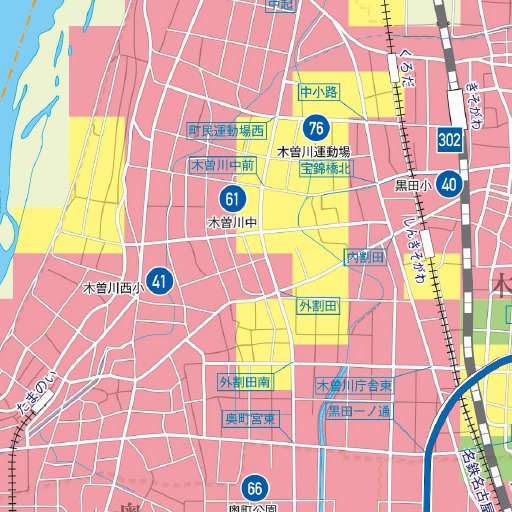 中起
くろだ
きそがわ
中小路
町民運動場西
76
木曽川運動場
302
木曽川中前
宝錦橋北
黒田小
40
61
木曽川中
しんきそがわ
内割田
木曽川西小
41
木
外割田
外割田南
木曽川庁舎東
たまのい
奥町宮東
黒田一ノ通
名鉄名古屋
66
奥町公園
奥